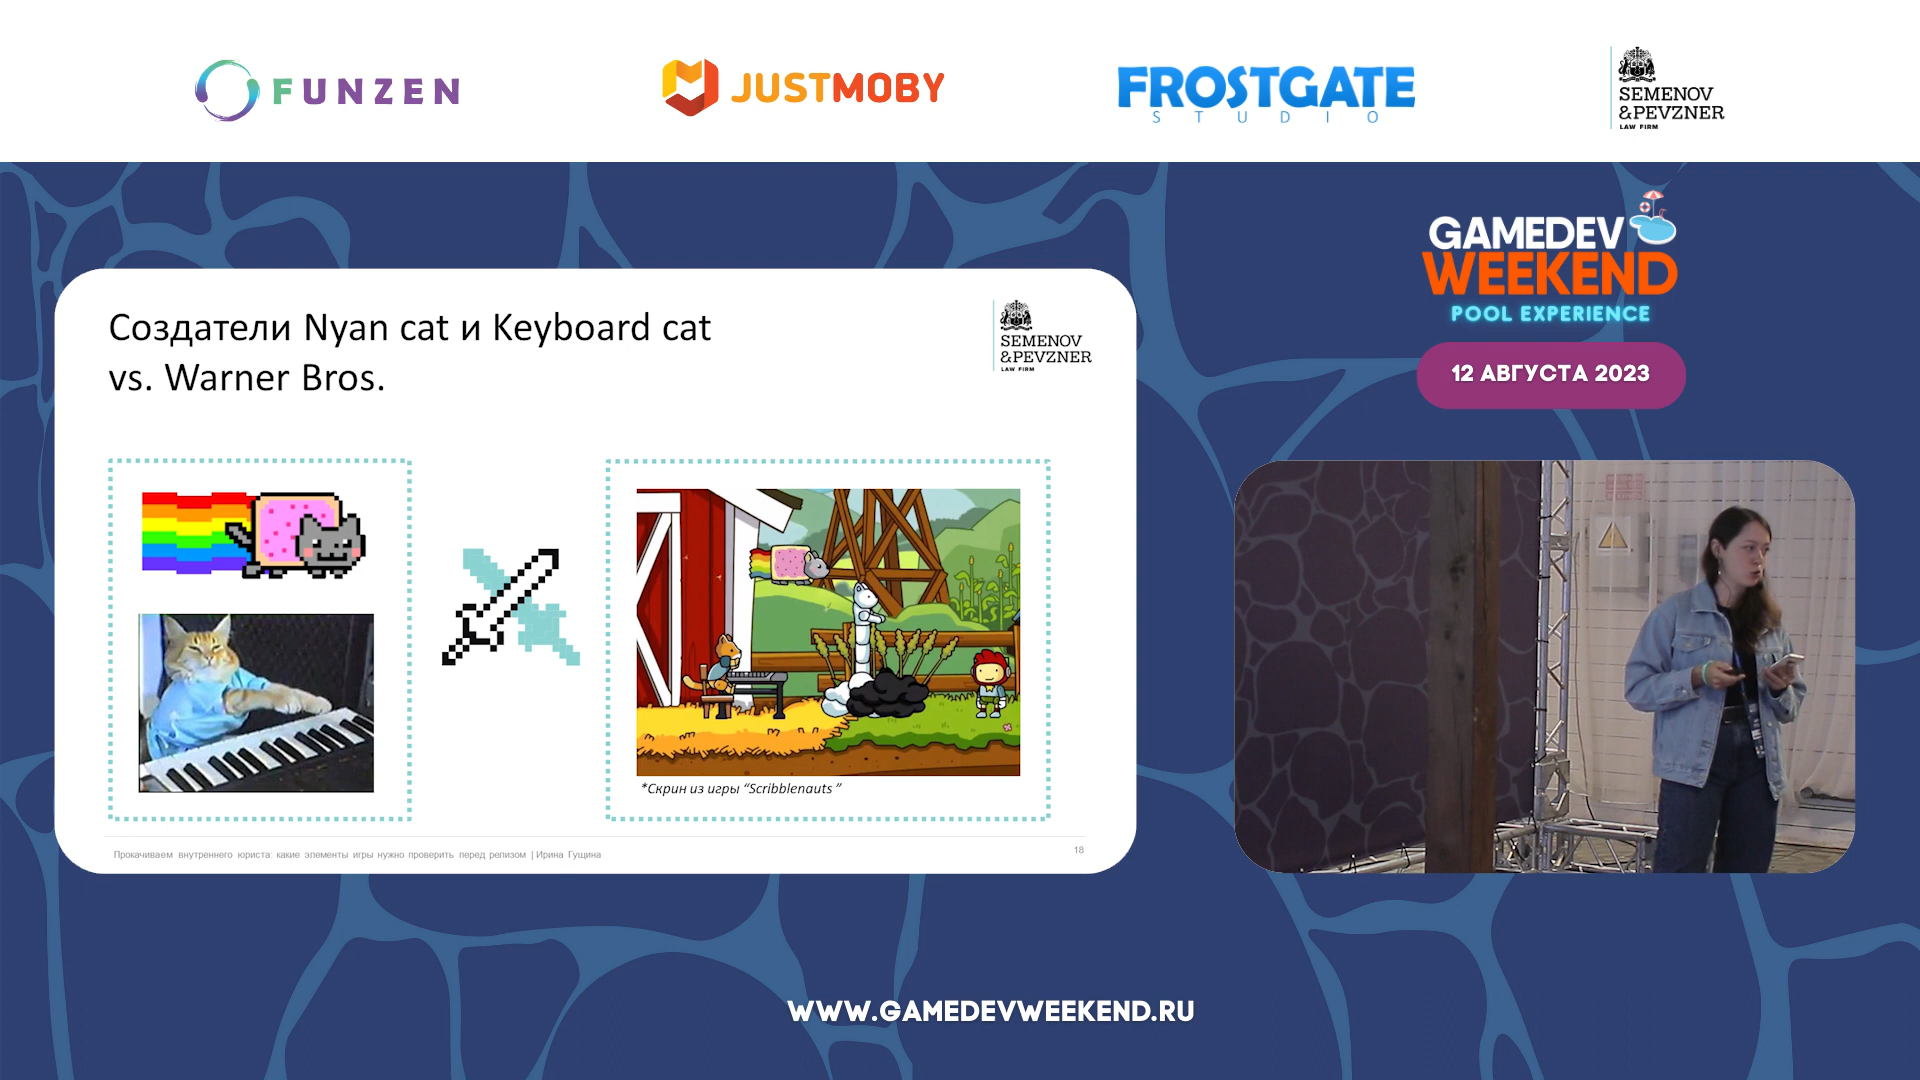 FUNZEN
JUSTMOBY
FROSTGATE
STUDIO
SEMENOV
&PEVZNER
LAW FIRM
GAMEDEV
WEEKEND
POOL EXPERIENCE
12 АВГУСТА 2023
Создатели Nyan cat и Keyboard cat
vs. Warner Bros.
SEMENOV
&PEVZNER
LAW FIRM
*Скрин из игры “Scribblenauts ”
Прокачиваем внутреннего юриста: какие элементы игры нужно проверить перед релизом | Ирина Гущина
18
WWW.GAMEDEVWEEKEND.RU